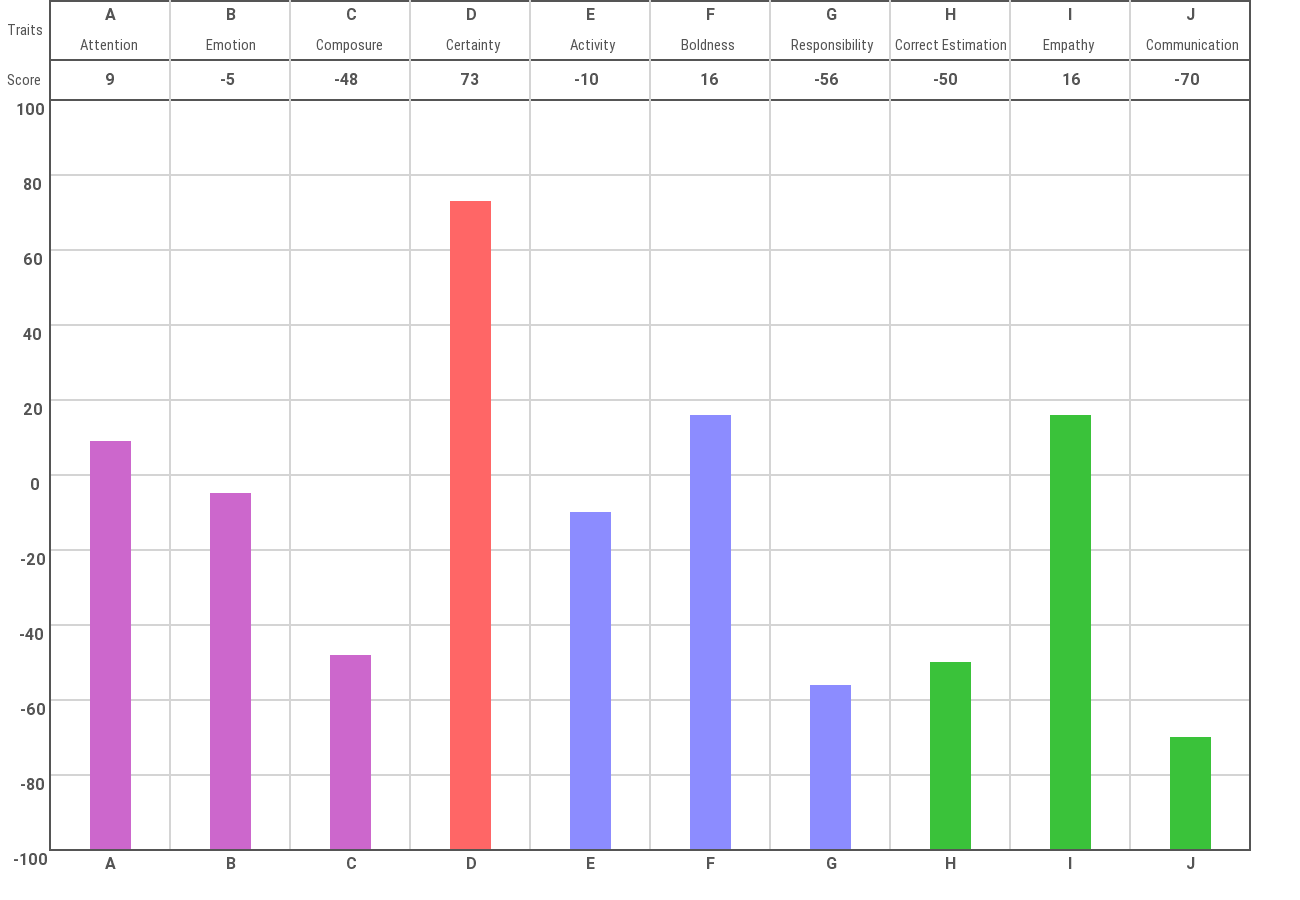 A B C D E F G H I J
Traits
Attention Emotion Composure Certainty Activity Boldness Responsibility Correct Estimation Empathy Communication
Score 9 -5 -48 73 -10 16 -56 -50 16 -70
100
80
60
40
20
0
-20
-40
-60
-80
-100
A B C D E F G H I J